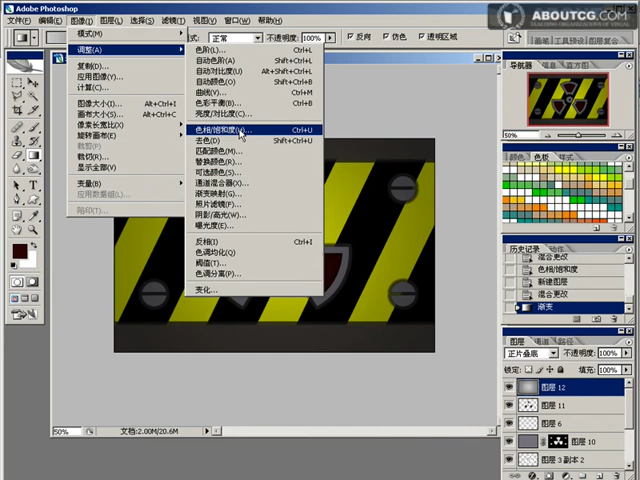 ABOUTCG.ORG
Adobe Photoshop
文件(F) 编辑(E) 图像(I) 图层(L) 选择(S) 滤镜(T) 视图(V) 窗口(W) 帮助(H)
模式: 正常 不透明度: 100% 反向 仿色 透明区域
画笔 工具预设 图层复合
模式(M)
调整(A)
复制(D)...
应用图像(Y)...
计算(C)...
图像大小(I)... Alt+Ctrl+I
画布大小(S)... Alt+Ctrl+C
像素长宽比(X)
旋转画布(E)
裁剪(P)
裁切(R)...
显示全部(V)
变量(B)
应用数据组(L)...
陷印(T)...
色阶(L)... Ctrl+L
自动色阶(A) Shift+Ctrl+L
自动对比度(U) Alt+Shift+Ctrl+L
自动颜色(O) Shift+Ctrl+B
曲线(V)... Ctrl+M
色彩平衡(B)... Ctrl+B
亮度/对比度(C)...
色相/饱和度(H)... Ctrl+U
去色(D) Shift+Ctrl+U
匹配颜色(M)...
替换颜色(R)...
可选颜色(S)...
通道混合器(X)...
渐变映射(G)...
照片滤镜(F)...
阴影/高光(W)...
曝光度(E)...
反相(I) Ctrl+I
色调均化(Q)
阈值(T)...
色调分离(P)...
变化...
导航器 信息 直方图
50%
颜色 色板 样式
历史记录 动作
混合更改
色相/饱和度
新建图层
混合更改
渐变
图层 通道 路径
正片叠底 不透明度: 100%
锁定: 填充: 100%
图层 12
图层 11
图层 6
图层 10
图层 3 副本 2
50% 文档:2.00M/20.6M